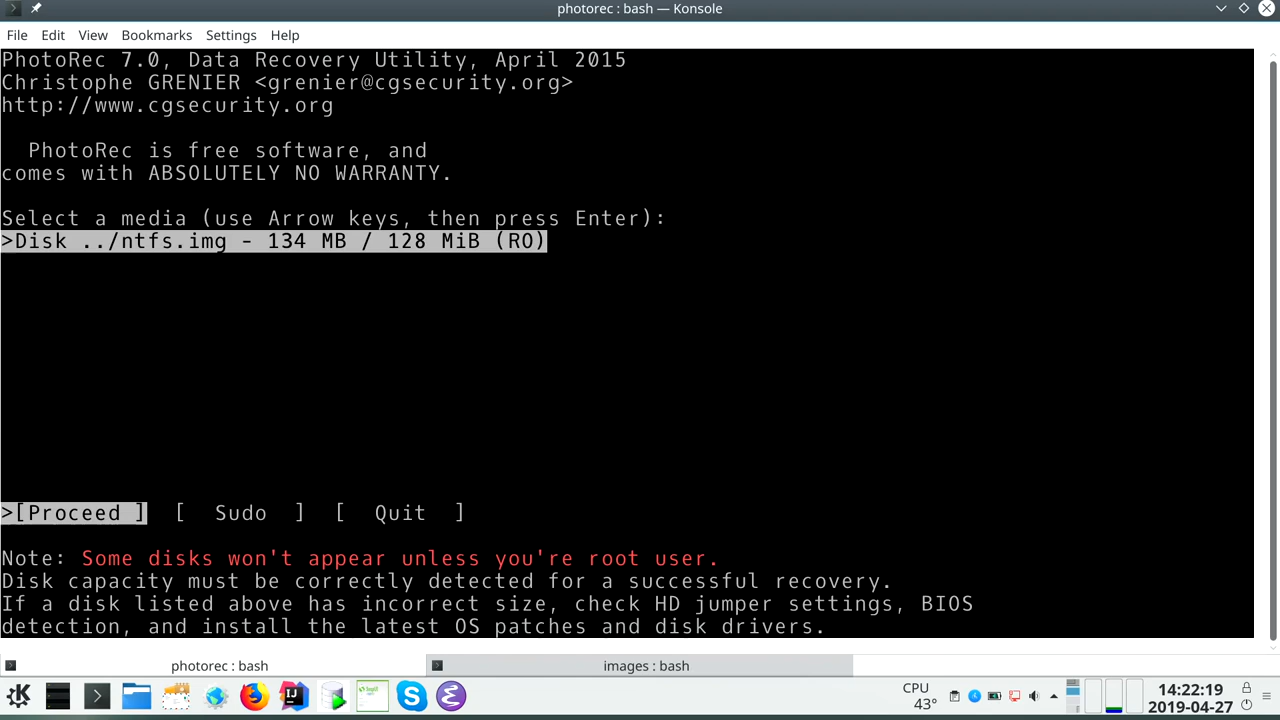 photorec : bash — Konsole
File Edit View Bookmarks Settings Help
PhotoRec 7.0, Data Recovery Utility, April 2015
Christophe GRENIER <grenier@cgsecurity.org>
http://www.cgsecurity.org
PhotoRec is free software, and
comes with ABSOLUTELY NO WARRANTY.
Select a media (use Arrow keys, then press Enter):
>Disk ../ntfs.img - 134 MB / 128 MiB (RO)
>[Proceed ] [ Sudo ] [ Quit ]
Note: Some disks won't appear unless you're root user.
Disk capacity must be correctly detected for a successful recovery.
If a disk listed above has incorrect size, check HD jumper settings, BIOS
detection, and install the latest OS patches and disk drivers.
photorec : bash images : bash
CPU 14:22:19
43° 2019-04-27